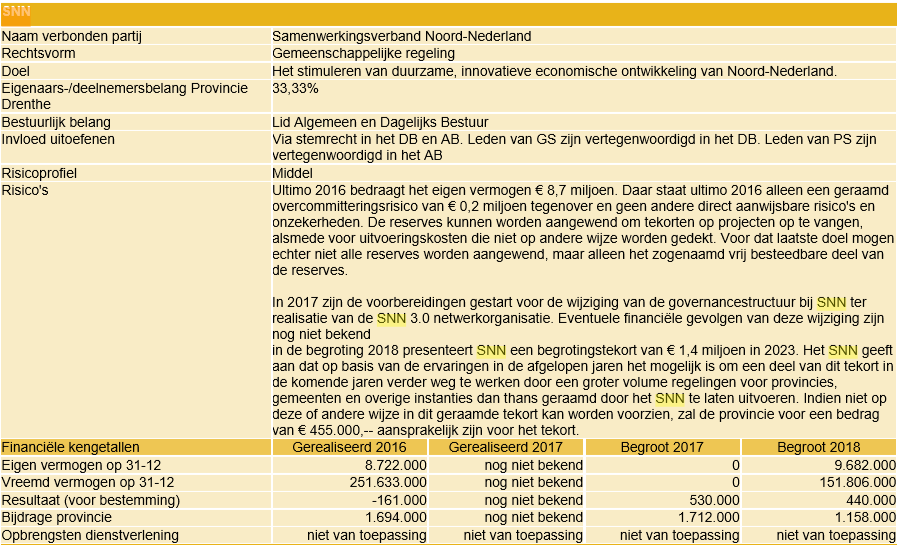 SNN
Naam verbonden partij Samenwerkingsverband Noord-Nederland
Rechtsvorm Gemeenschappelijke regeling
Doel Het stimuleren van duurzame, innovatieve economische ontwikkeling van Noord-Nederland.
Eigenaars-/deelnemersbelang Provincie 33,33%
Drenthe
Bestuurlijk belang Lid Algemeen en Dagelijks Bestuur
Invloed uitoefenen Via stemrecht in het DB en AB. Leden van GS zijn vertegenwoordigd in het DB. Leden van PS zijn
vertegenwoordigd in het AB
Risicoprofiel Middel
Risico's Ultimo 2016 bedraagt het eigen vermogen € 8,7 miljoen. Daar staat ultimo 2016 alleen een geraamd
overcommitteringsrisico van € 0,2 miljoen tegenover en geen andere direct aanwijsbare risico's en
onzekerheden. De reserves kunnen worden aangewend om tekorten op projecten op te vangen,
alsmede voor uitvoeringskosten die niet op andere wijze worden gedekt. Voor dat laatste doel mogen
echter niet alle reserves worden aangewend, maar alleen het zogenaamd vrij besteedbare deel van
de reserves.
In 2017 zijn de voorbereidingen gestart voor de wijziging van de governancestructuur bij SNN ter
realisatie van de SNN 3.0 netwerkorganisatie. Eventuele financiële gevolgen van deze wijziging zijn
nog niet bekend
in de begroting 2018 presenteert SNN een begrotingstekort van € 1,4 miljoen in 2023. Het SNN geeft
aan dat op basis van de ervaringen in de afgelopen jaren het mogelijk is om een deel van dit tekort in
de komende jaren verder weg te werken door een groter volume regelingen voor provincies,
gemeenten en overige instanties dan thans geraamd door het SNN te laten uitvoeren. Indien niet op
deze of andere wijze in dit geraamde tekort kan worden voorzien, zal de provincie voor een bedrag
van € 455.000,-- aansprakelijk zijn voor het tekort.
Financiële kengetallen Gerealiseerd 2016 Gerealiseerd 2017 Begroot 2017 Begroot 2018
Eigen vermogen op 31-12 8.722.000 nog niet bekend 0 9.682.000
Vreemd vermogen op 31-12 251.633.000 nog niet bekend 0 151.806.000
Resultaat (voor bestemming) -161.000 nog niet bekend 530.000 440.000
Bijdrage provincie 1.694.000 nog niet bekend 1.712.000 1.158.000
Opbrengsten dienstverlening niet van toepassing niet van toepassing niet van toepassing niet van toepassing